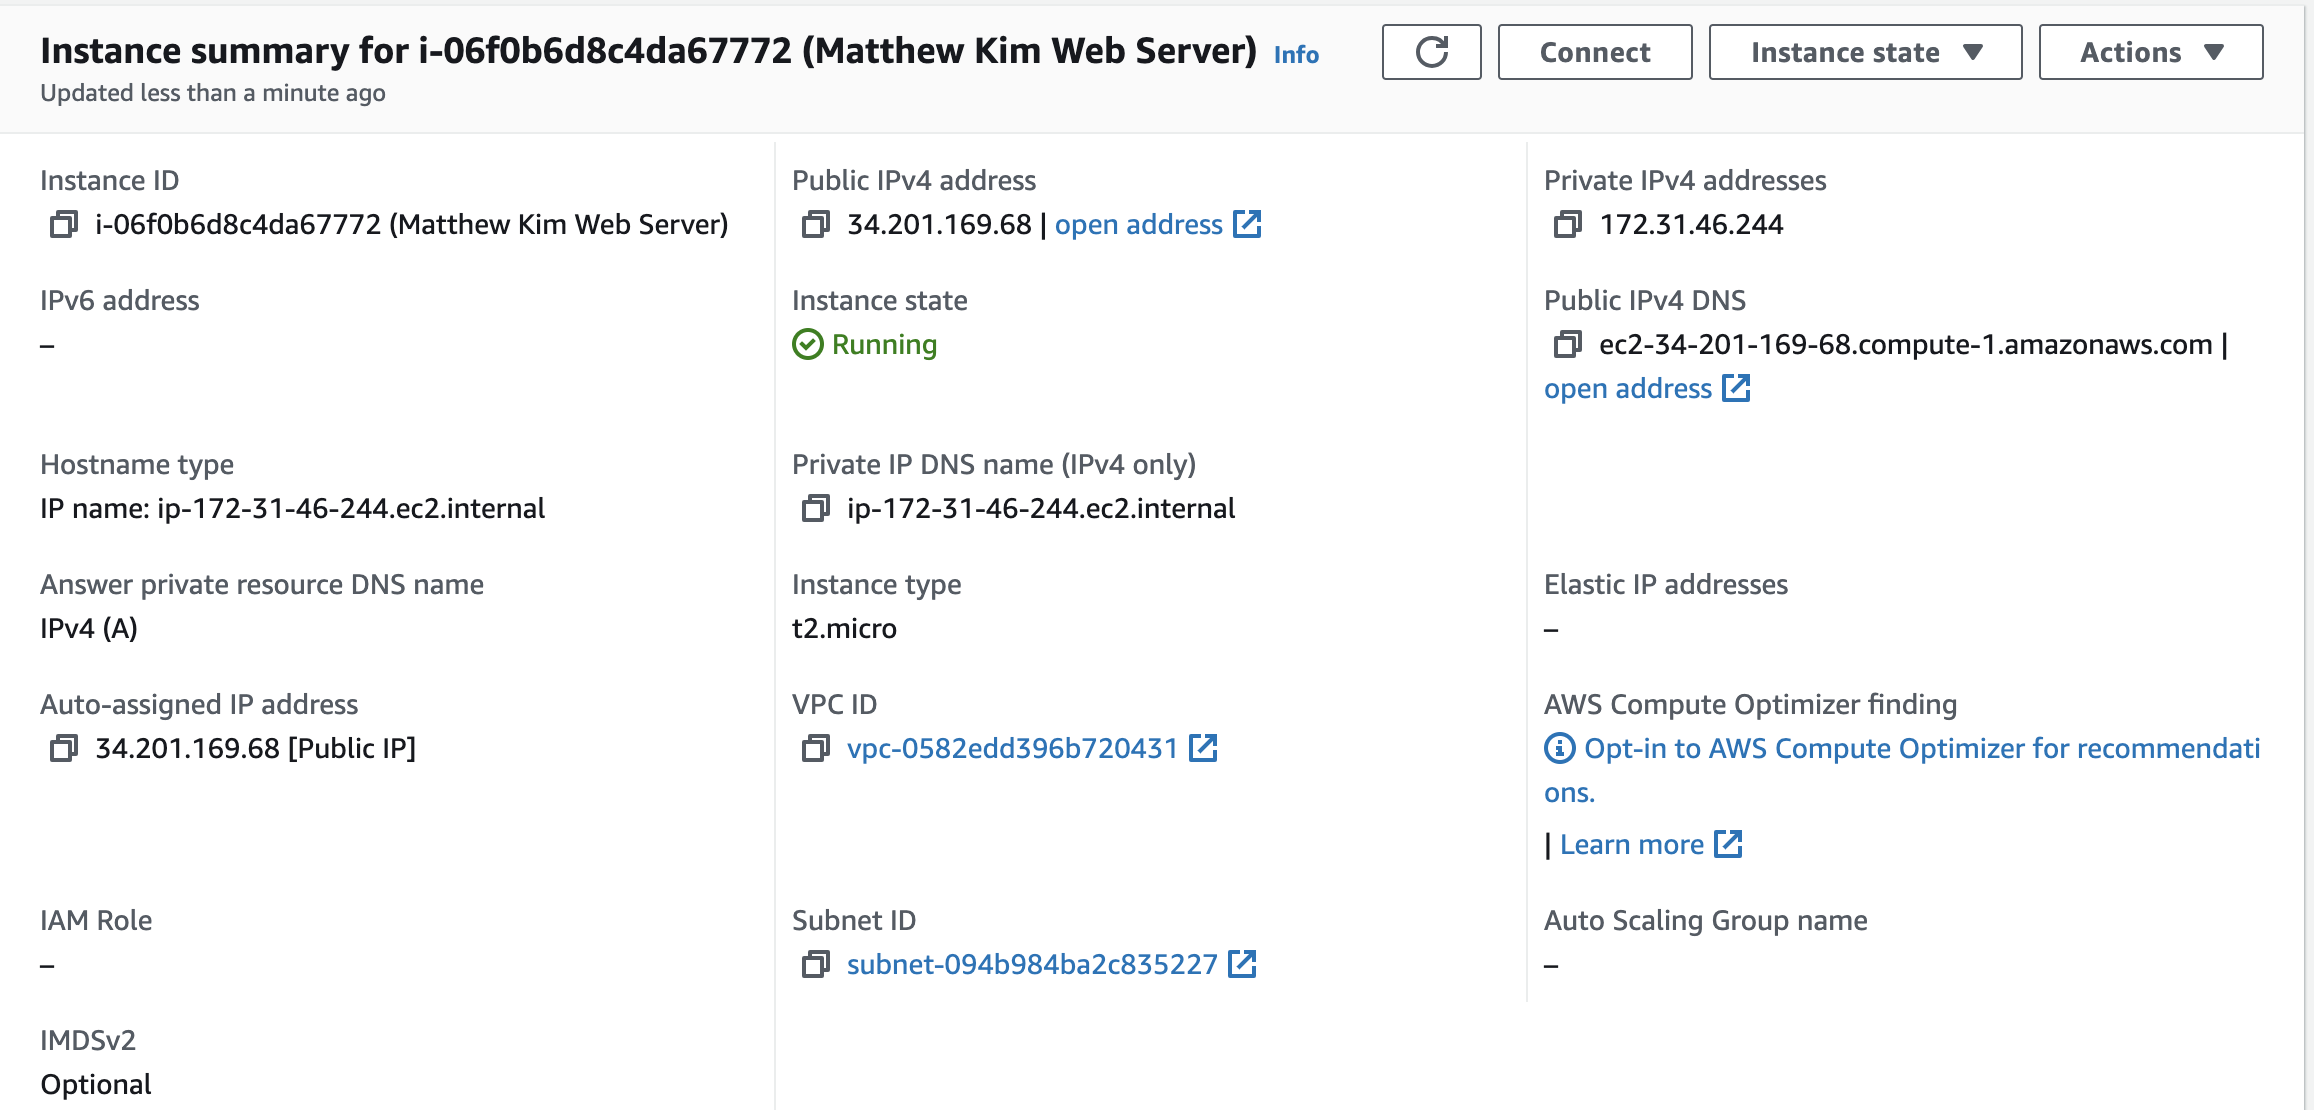 Instance summary for i-06f0b6d8c4da67772 (Matthew Kim Web Server) Info
Updated less than a minute ago
Connect
Instance state
Actions
Instance ID
i-06f0b6d8c4da67772 (Matthew Kim Web Server)
Public IPv4 address
34.201.169.68 | open address
Private IPv4 addresses
172.31.46.244
IPv6 address
–
Instance state
Running
Public IPv4 DNS
ec2-34-201-169-68.compute-1.amazonaws.com |
open address
Hostname type
IP name: ip-172-31-46-244.ec2.internal
Private IP DNS name (IPv4 only)
ip-172-31-46-244.ec2.internal
Answer private resource DNS name
IPv4 (A)
Instance type
t2.micro
Elastic IP addresses
–
Auto-assigned IP address
34.201.169.68 [Public IP]
VPC ID
vpc-0582edd396b720431
AWS Compute Optimizer finding
Opt-in to AWS Compute Optimizer for recommendati
ons.
| Learn more
IAM Role
–
Subnet ID
subnet-094b984ba2c835227
Auto Scaling Group name
–
IMDSv2
Optional